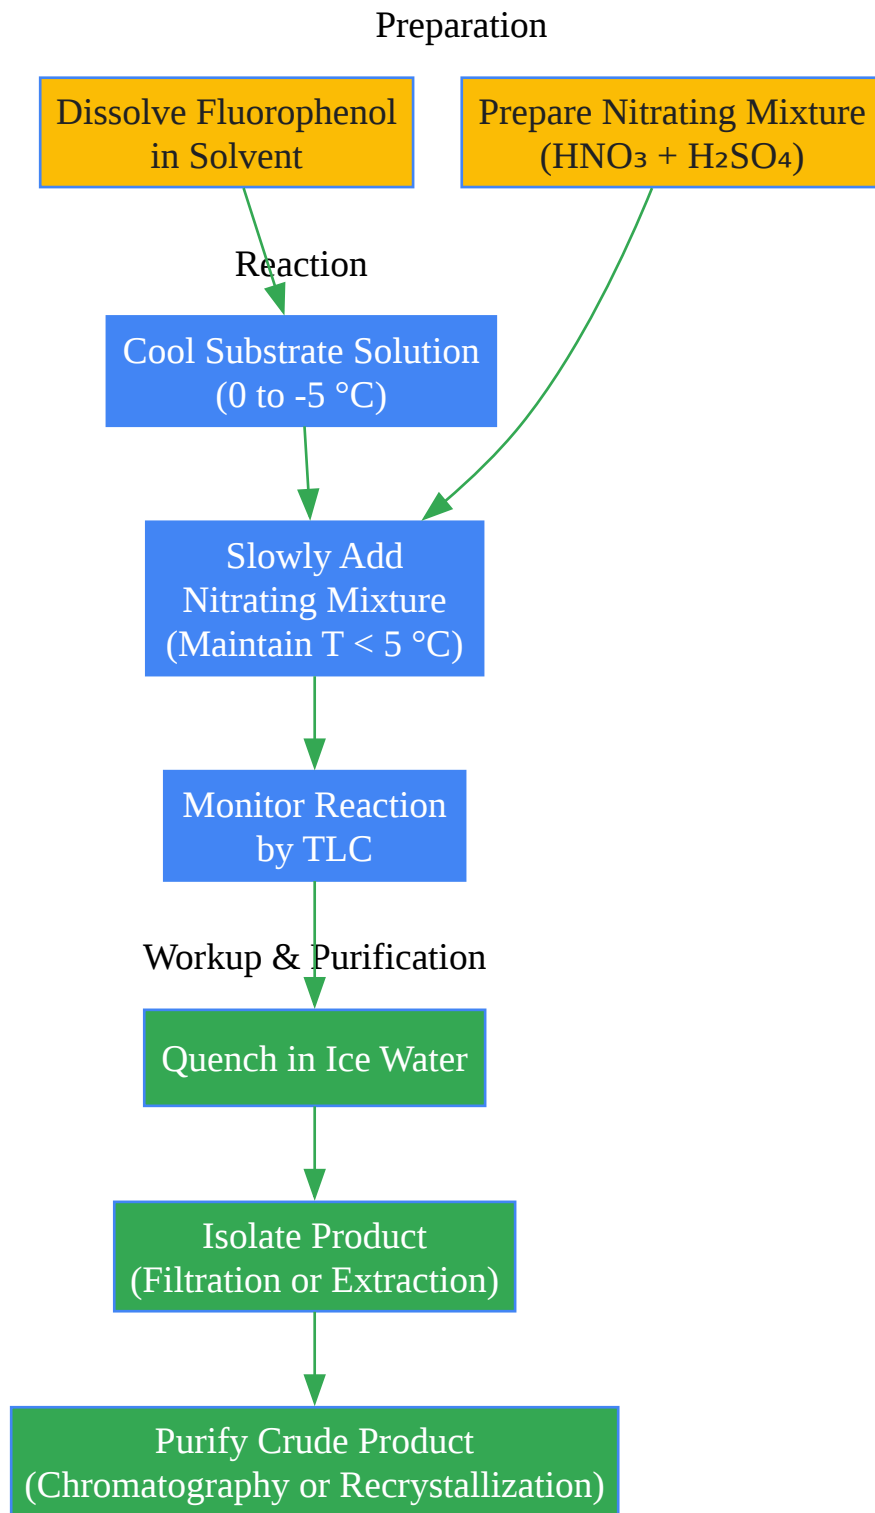 Preparation
Dissolve Fluorophenol
in Solvent
Prepare Nitrating Mixture
(HNO₃ + H₂SO₄)
Reaction
Cool Substrate Solution
(0 to -5 °C)
Slowly Add
Nitrating Mixture
(Maintain T < 5 °C)
Monitor Reaction
by TLC
Workup & Purification
Quench in Ice Water
Isolate Product
(Filtration or Extraction)
Purify Crude Product
(Chromatography or Recrystallization)